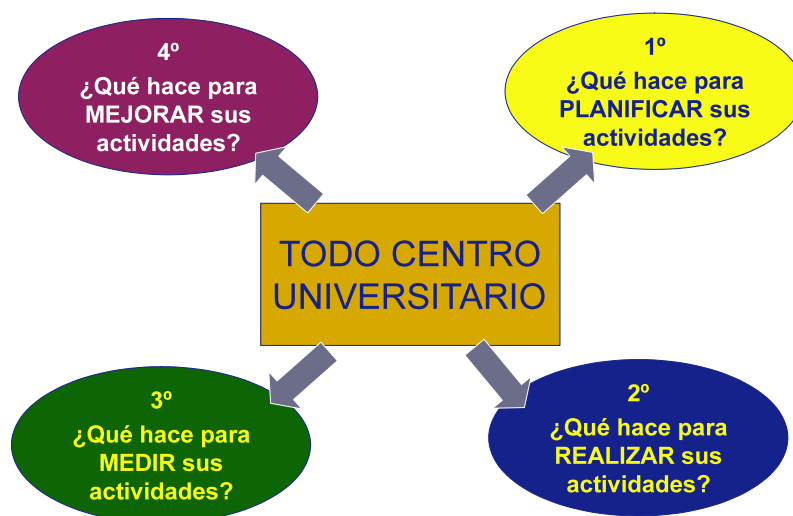 4º
¿Qué hace para
MEJORAR sus
actividades?
1º
¿Qué hace para
PLANIFICAR sus
actividades?
TODO CENTRO
UNIVERSITARIO
3º
¿Qué hace para
MEDIR sus
actividades?
2º
¿Qué hace para
REALIZAR sus
actividades?